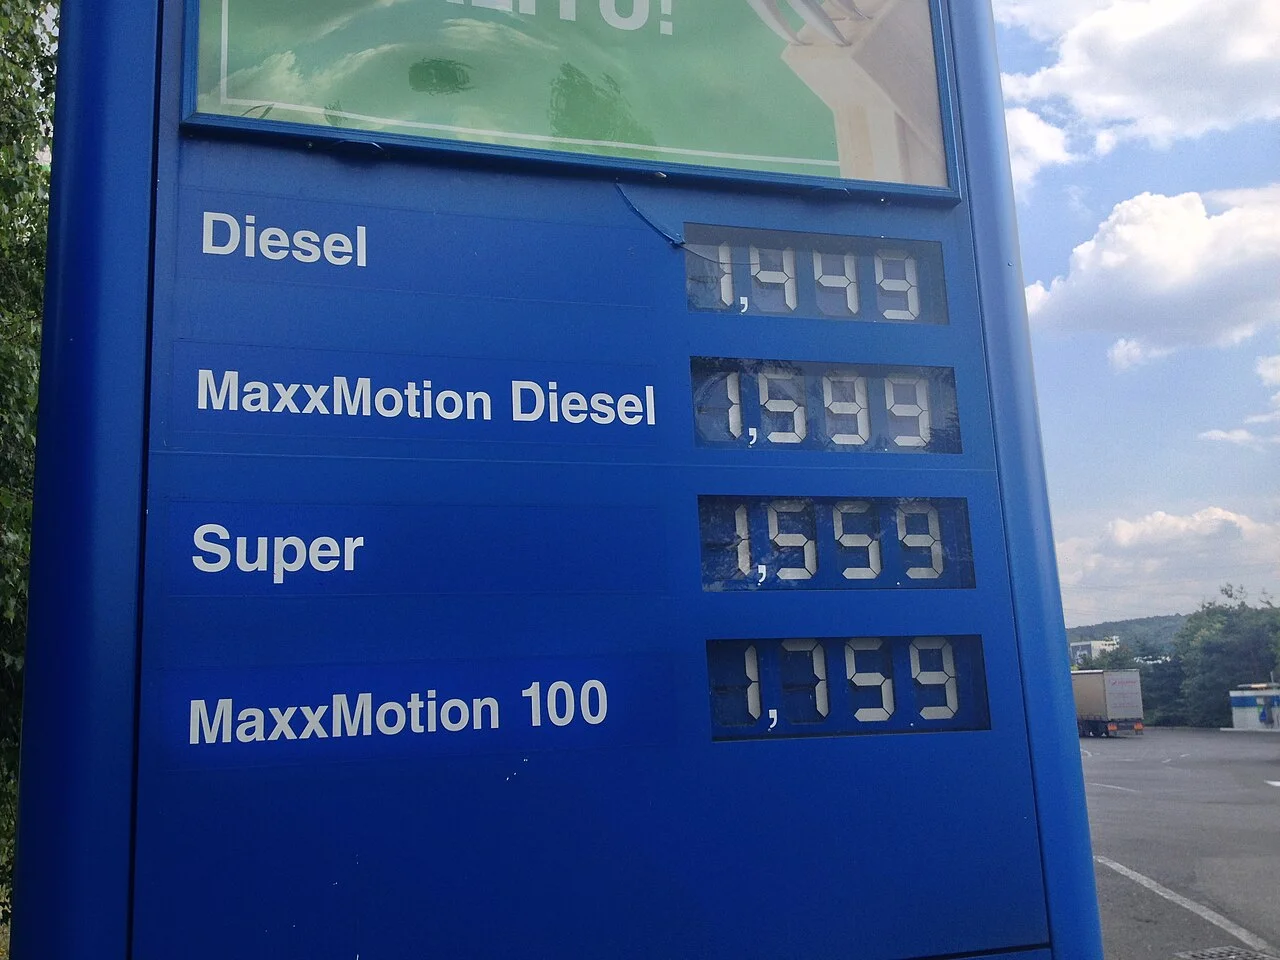 Diesel 1,449
MaxxMotion Diesel 1,599
Super 1,559
MaxxMotion 100 1,759